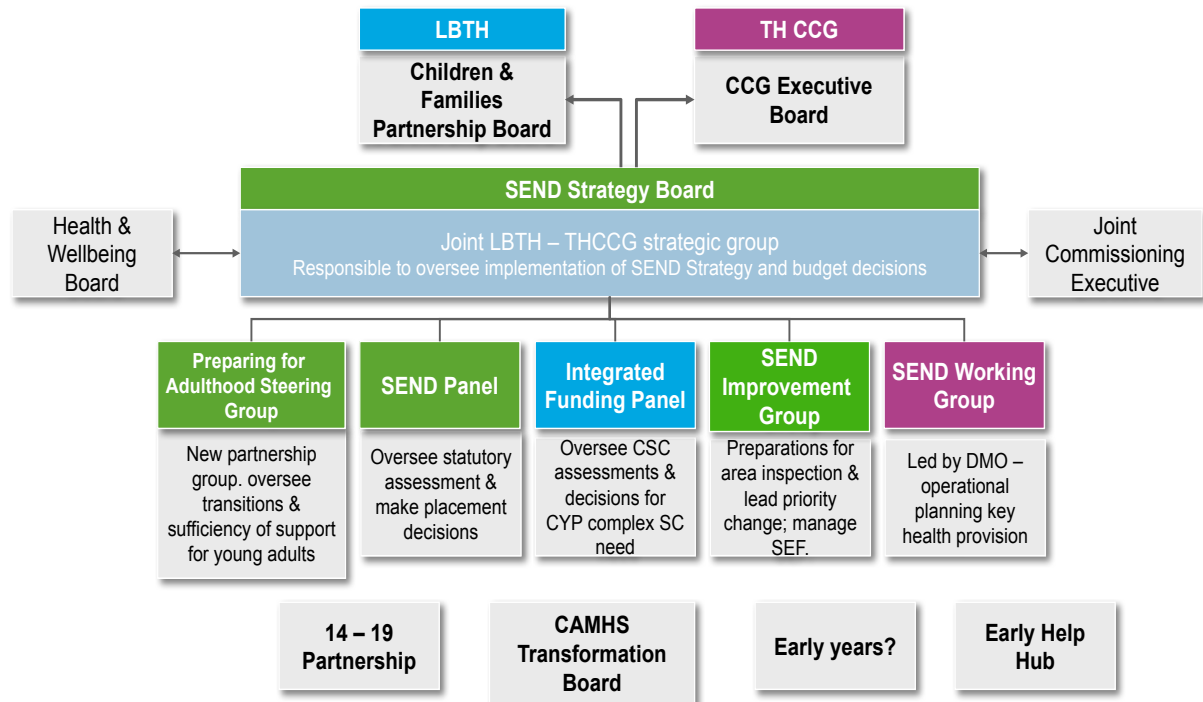 LBTH
Children &
Families
Partnership Board
TH CCG
CCG Executive
Board
SEND Strategy Board
Joint LBTH – THCCG strategic group
Responsible to oversee implementation of SEND Strategy and budget decisions
Health &
Wellbeing
Board
Joint
Commissioning
Executive
Preparing for
Adulthood Steering
Group
New partnership
group. oversee
transitions &
sufficiency of support
for young adults
SEND Panel
Oversee statutory
assessment &
make placement
decisions
Integrated
Funding Panel
Oversee CSC
assessments &
decisions for
CYP complex SC
need
SEND
Improvement
Group
Preparations for
area inspection &
lead priority
change; manage
SEF.
SEND Working
Group
Led by DMO –
operational
planning key
health provision
14 – 19
Partnership
CAMHS
Transformation
Board
Early years?
Early Help
Hub